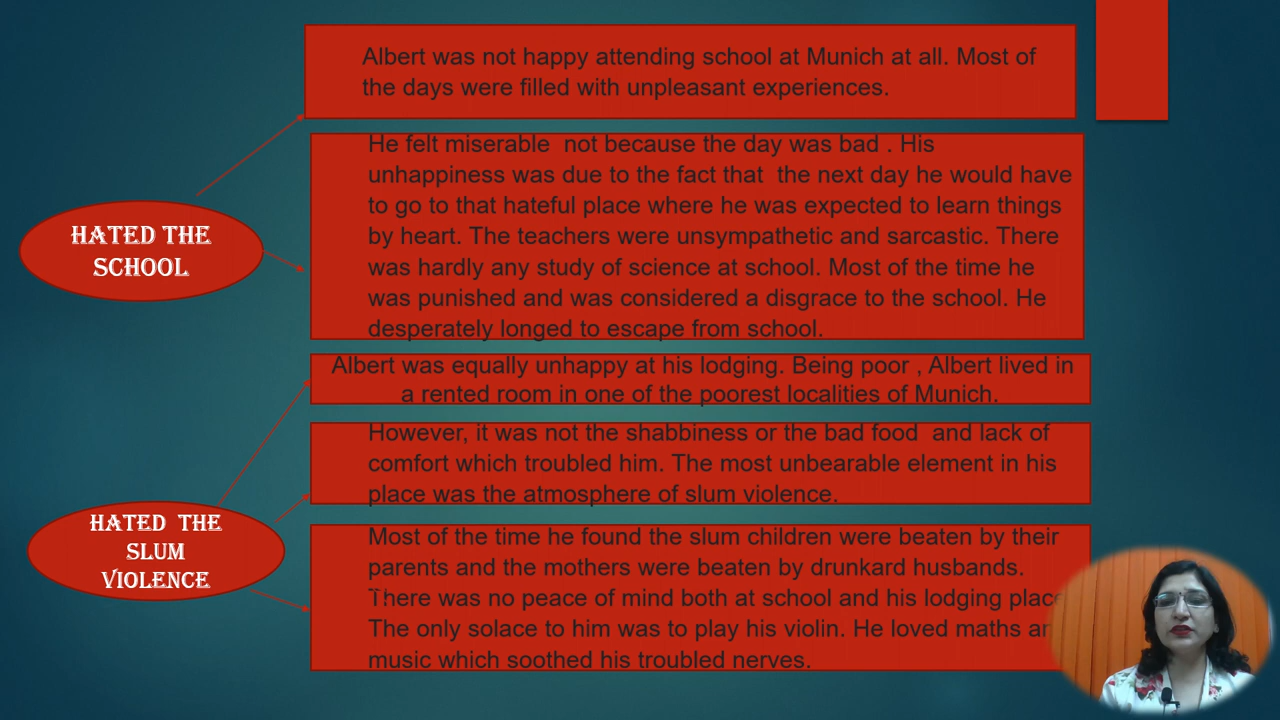 Albert was not happy attending school at Munich at all. Most of
the days were filled with unpleasant experiences.
HATED THE
SCHOOL
He felt miserable  not because the day was bad . His
unhappiness was due to the fact that  the next day he would have
to go to that hateful place where he was expected to learn things
by heart. The teachers were unsympathetic and sarcastic. There
was hardly any study of science at school. Most of the time he
was punished and was considered a disgrace to the school. He
desperately longed to escape from school.
Albert was equally unhappy at his lodging. Being poor , Albert lived in
a rented room in one of the poorest localities of Munich.
However, it was not the shabbiness or the bad food  and lack of
comfort which troubled him. The most unbearable element in his
place was the atmosphere of slum violence.
HATED  THE
SLUM
VIOLENCE
Most of the time he found the slum children were beaten by their
parents and the mothers were beaten by drunkard husbands.
There was no peace of mind both at school and his lodging place
The only solace to him was to play his violin. He loved maths
music which soothed his troubled nerves.